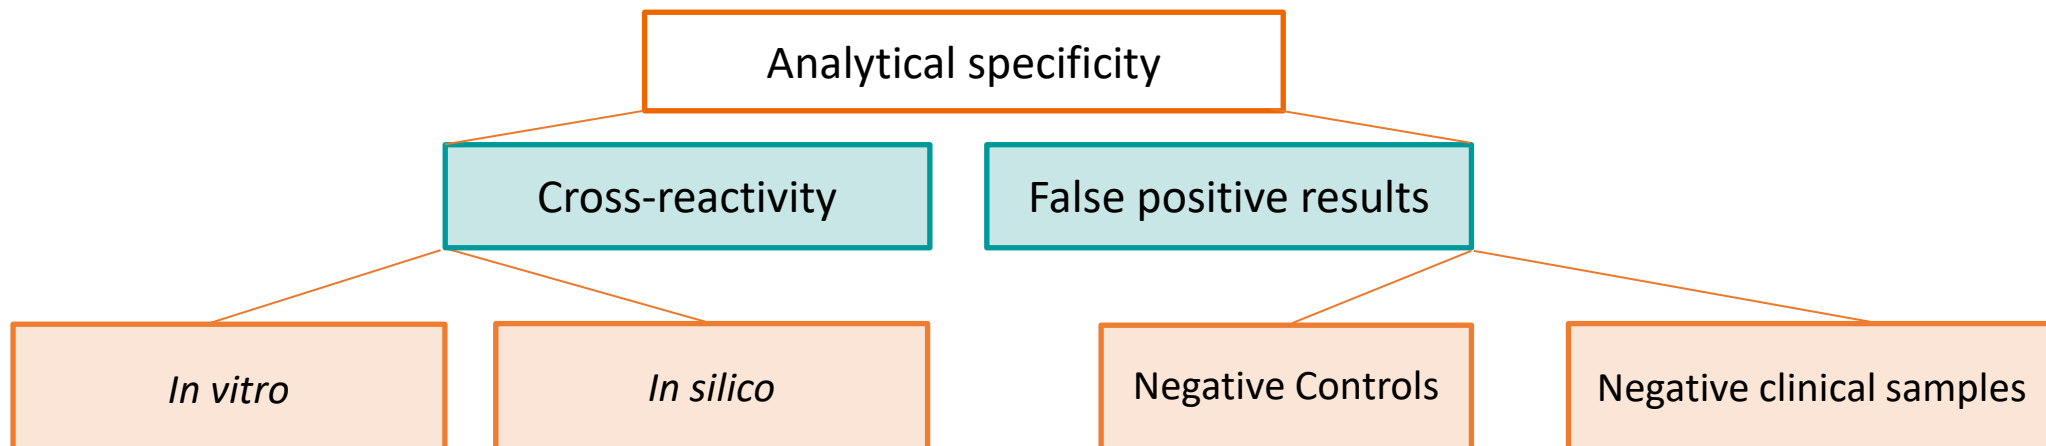 Analytical specificity
Cross-reactivity
False positive results
In vitro
In silico
Negative Controls
Negative clinical samples